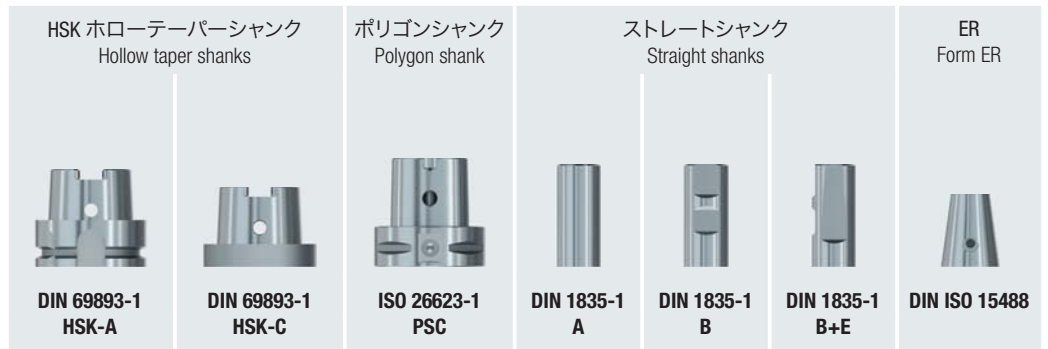 HSK ホローテーパーシャンク
Hollow taper shanks
ポリゴンシャンク
Polygon shank
ストレートシャンク
Straight shanks
ER
Form ER
DIN 69893-1
HSK-A
DIN 69893-1
HSK-C
ISO 26623-1
PSC
DIN 1835-1
A
DIN 1835-1
B
DIN 1835-1
B+E
DIN ISO 15488